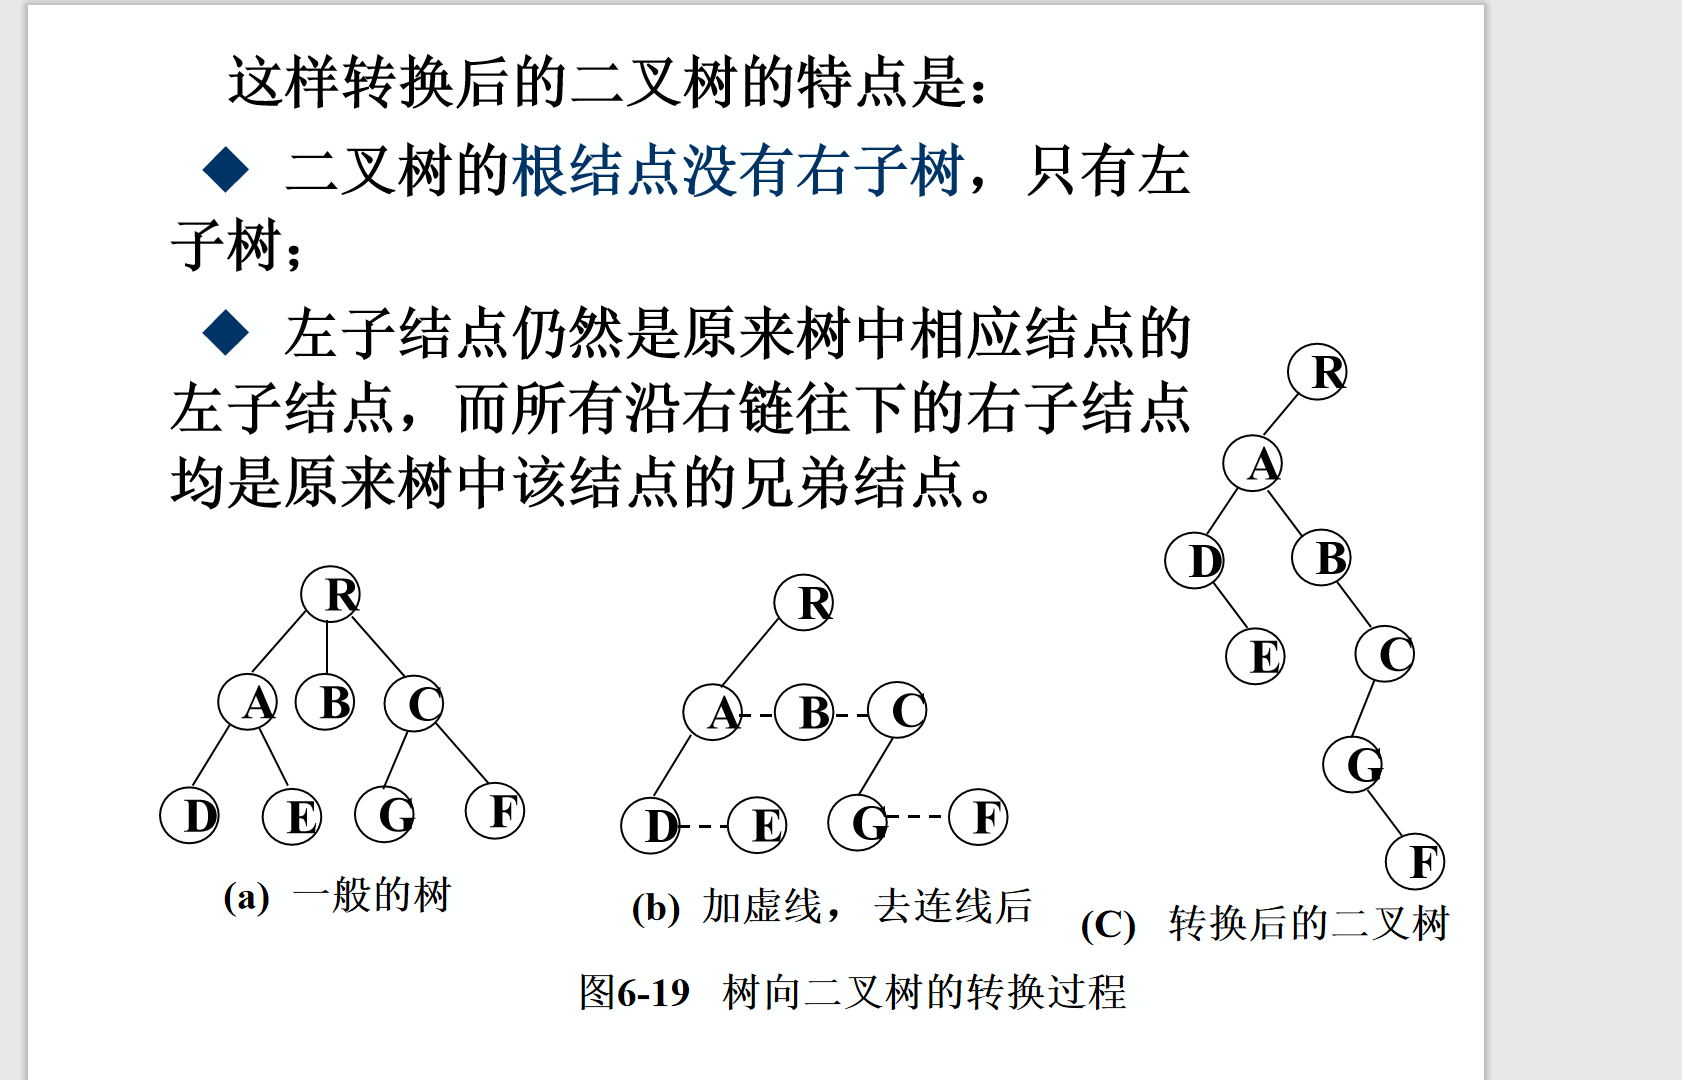 这样转换后的二叉树的特点是：
◆ 二叉树的根结点没有右子树，只有左
子树；
◆ 左子结点仍然是原来树中相应结点的
左子结点，而所有沿右链往下的右子结点
均是原来树中该结点的兄弟结点。
R
A B C
D E G F
(a) 一般的树
R
A B C
D E G F
(b) 加虚线，去连线后
R
A
D B
E C
G
F
(C) 转换后的二叉树
图6-19 树向二叉树的转换过程